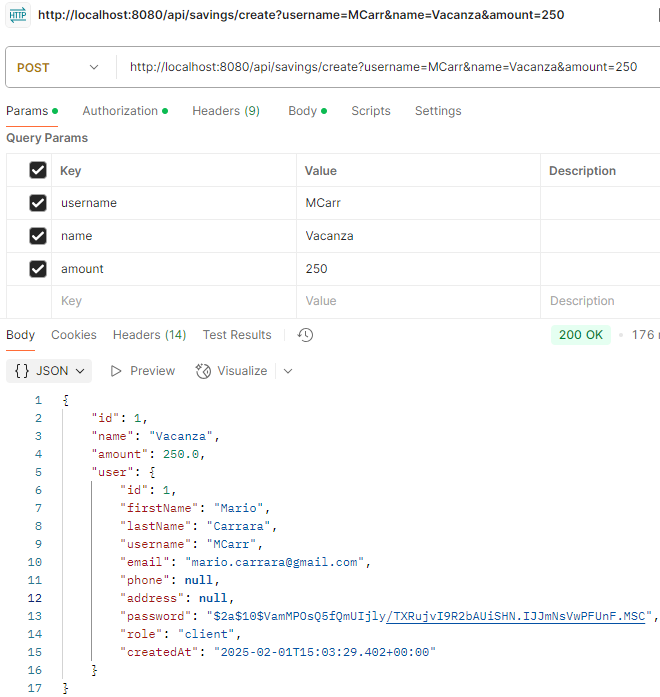 HTTP http://localhost:8080/api/savings/create?username=MCarr&name=Vacanza&amount=250
POST http://localhost:8080/api/savings/create?username=MCarr&name=Vacanza&amount=250
Params Authorization Headers (9) Body Scripts Settings
Query Params
Key Value Description
username MCarr
name Vacanza
amount 250
Key Value Description
Body Cookies Headers (14) Test Results 200 OK • 176
{} JSON Preview Visualize
1 {
2 "id": 1,
3 "name": "Vacanza",
4 "amount": 250.0,
5 "user": {
6 "id": 1,
7 "firstName": "Mario",
8 "lastName": "Carrara",
9 "username": "MCarr",
10 "email": "mario.carrara@gmail.com",
11 "phone": null,
12 "address": null,
13 "password": "$2a$10$VamMPOsQ5fQmUIjly/TXRujvI9R2bAUiSHN.IJJmNsVwPFUnF.MSC",
14 "role": "client",
15 "createdAt": "2025-02-01T15:03:29.402+00:00"
16 }
17 }